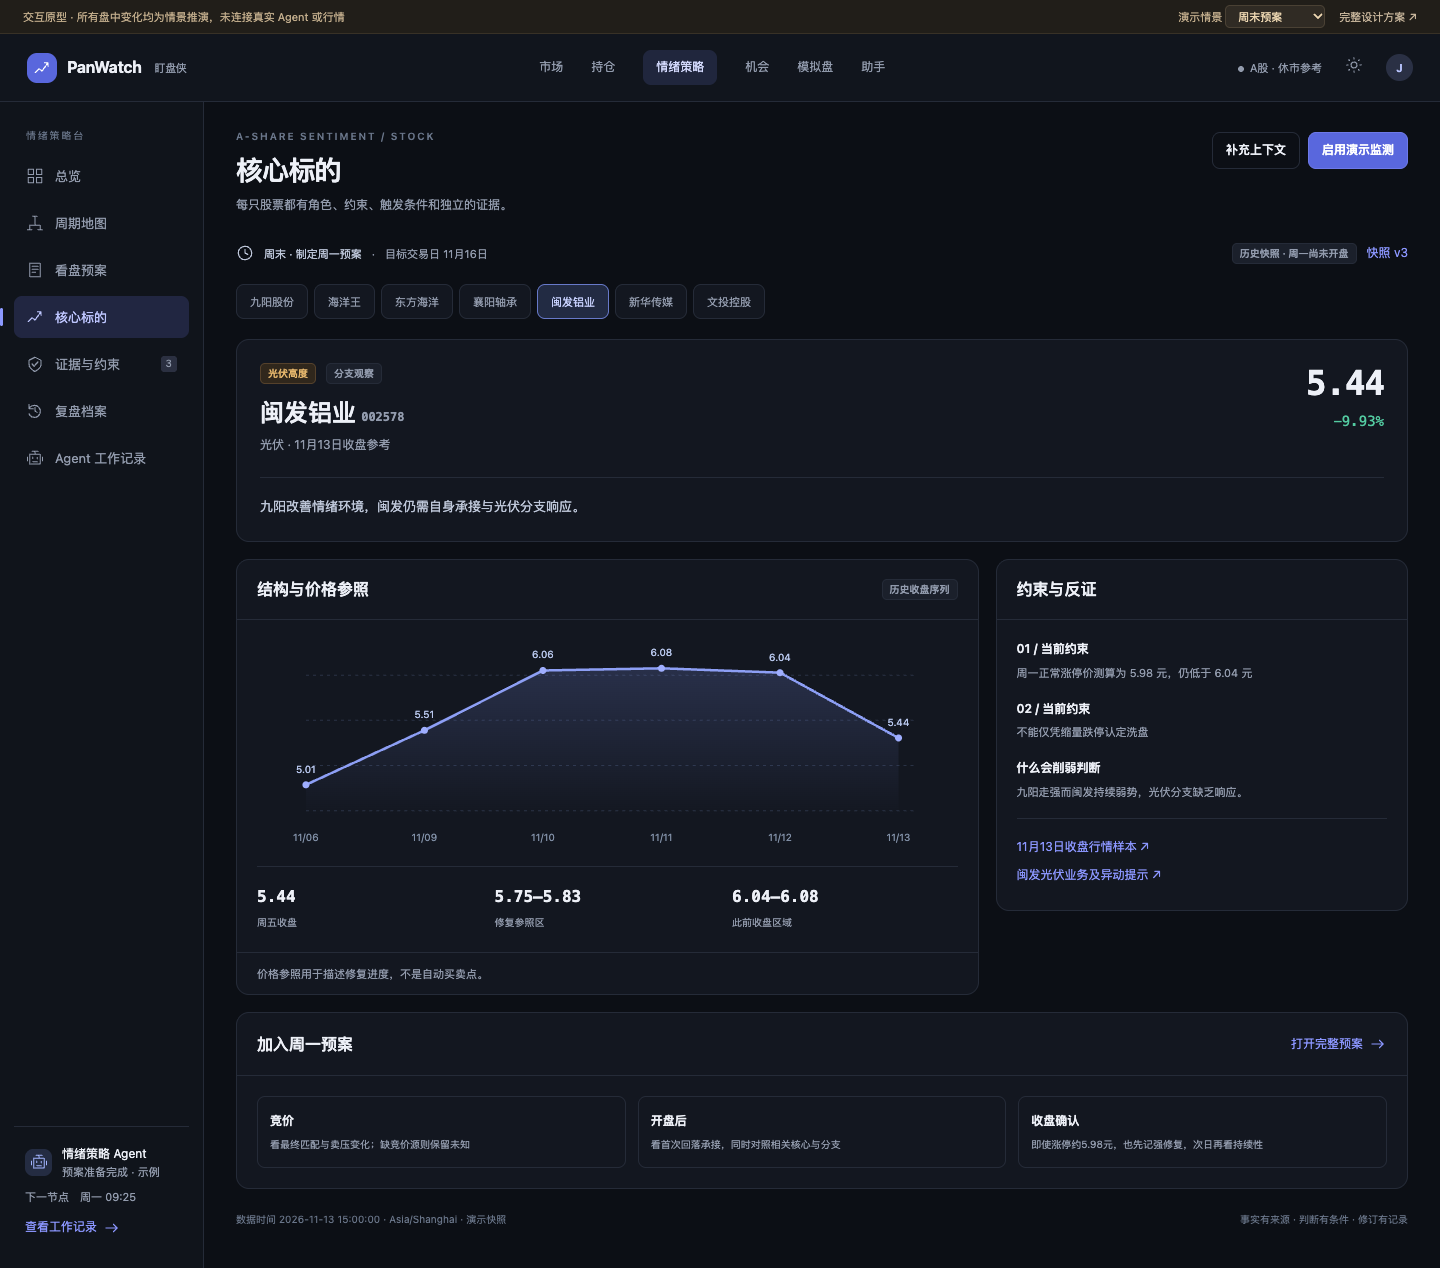 交互原型 · 所有盘中变化均为情景推演，未连接真实 Agent 或行情
演示情景 周末预案 完整设计方案 ↗
PanWatch 盯盘侠
市场 持仓 情绪策略 机会 模拟盘 助手
A股 · 休市参考
J
情绪策略台
总览
周期地图
看盘预案
核心标的
证据与约束 3
复盘档案
Agent 工作记录
A-SHARE SENTIMENT / STOCK
核心标的
每只股票都有角色、约束、触发条件和独立的证据。
补充上下文 启用演示监测
周末 · 制定周一预案 · 目标交易日 11月16日
历史快照 · 周一尚未开盘 快照 v3
九阳股份 海洋王 东方海洋 襄阳轴承 闽发铝业 新华传媒 文投控股
光伏高度 分支观察
闽发铝业 002578
光伏 · 11月13日收盘参考
5.44
−9.93%
九阳改善情绪环境，闽发仍需自身承接与光伏分支响应。
结构与价格参照 历史收盘序列
5.01 5.51 6.06 6.08 6.04 5.44
11/06 11/09 11/10 11/11 11/12 11/13
5.44 5.75–5.83 6.04–6.08
周五收盘 修复参照区 此前收盘区域
价格参照用于描述修复进度，不是自动买卖点。
约束与反证
01 / 当前约束
周一正常涨停价测算为 5.98 元，仍低于 6.04 元
02 / 当前约束
不能仅凭缩量跌停认定洗盘
什么会削弱判断
九阳走强而闽发持续弱势，光伏分支缺乏响应。
11月13日收盘行情样本 ↗
闽发光伏业务及异动提示 ↗
加入周一预案 打开完整预案 →
竞价
看最终匹配与卖压变化；缺竞价源则保留未知
开盘后
看首次回落承接，同时对照相关核心与分支
收盘确认
即使涨停约5.98元，也先记强修复，次日再看持续性
情绪策略 Agent
预案准备完成 · 示例
下一节点 周一 09:25
查看工作记录 →
数据时间 2026-11-13 15:00:00 · Asia/Shanghai · 演示快照
事实有来源 · 判断有条件 · 修订有记录